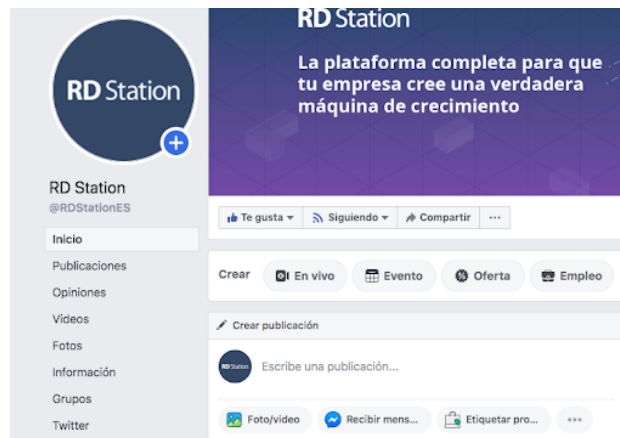 RD Station
La plataforma completa para que
tu empresa cree una verdadera
máquina de crecimiento
RD Station
RD Station
@RDStationES
Inicio
Publicaciones
Opiniones
Videos
Fotos
Información
Grupos
Twitter
Te gusta
Siguiendo
Compartir
Crear
En vivo
Evento
Oferta
Empleo
Crear publicación
RD Station
Escribe una publicación...
Foto/video
Recibir mens...
Etiquetar pro...